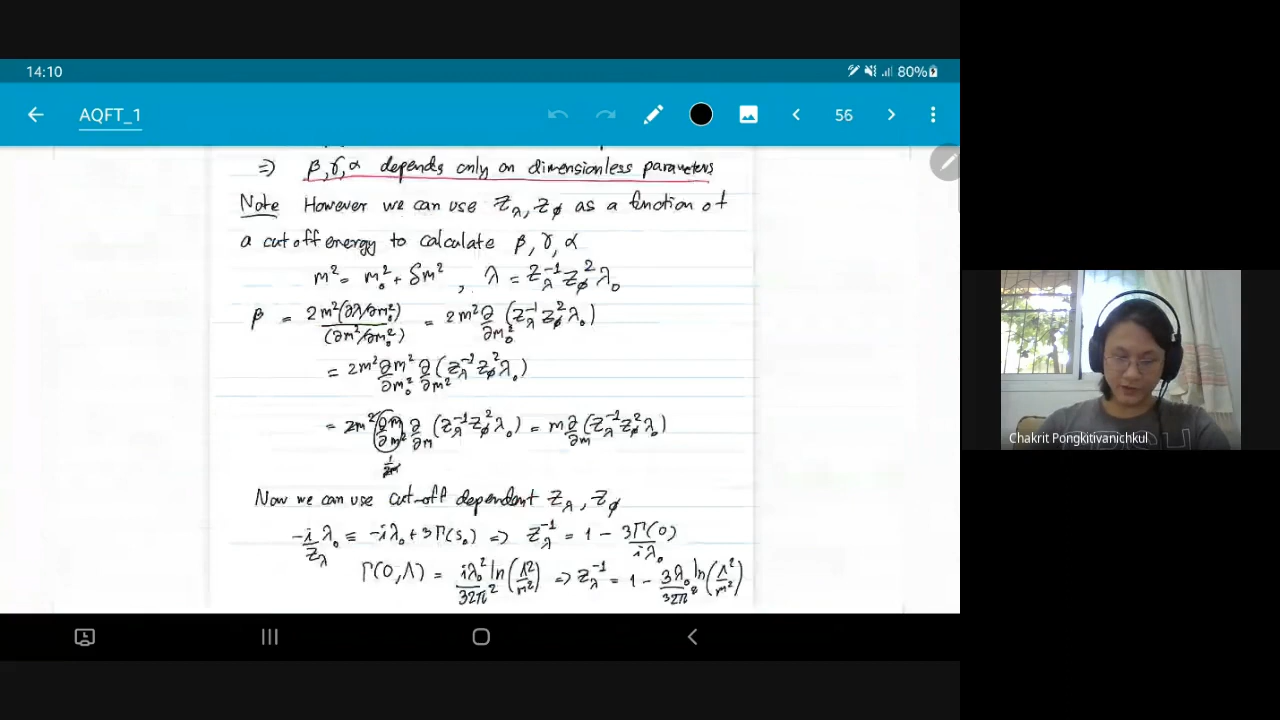 14:10
80%
AQFT_1
56
⇒ β, γ, α depends only on dimensionless parameters
Note However we can use Z_λ, Z_ϕ as a function of
a cutoff energy to calculate β, γ, α
m² = m₀² + δm² , λ = Z_λ⁻¹ Z_ϕ² λ₀
β = 2m²(∂λ/∂m₀²) / (∂m²/∂m₀²) = 2m² ∂/∂m₀² (Z_λ⁻¹ Z_ϕ² λ₀)
= 2m² ∂m²/∂m₀² ∂/∂m² (Z_λ⁻¹ Z_ϕ² λ₀)
= 2m² (∂m/∂m²) ∂/∂m (Z_λ⁻¹ Z_ϕ² λ₀) = m ∂/∂m (Z_λ⁻¹ Z_ϕ² λ₀)
1/2m
Now we can use cut-off dependent Z_λ, Z_ϕ
-i/Z_λ λ₀ ≡ -iλ₀ + 3Γ(s₀) ⇒ Z_λ⁻¹ = 1 - 3Γ(0)/iλ₀
Γ(0,Λ) = iλ₀²/32π² ln(Λ²/m²) ⇒ Z_λ⁻¹ = 1 - 3λ₀/32π² ln(Λ²/m²)
Chakrit Pongkitivanichkul